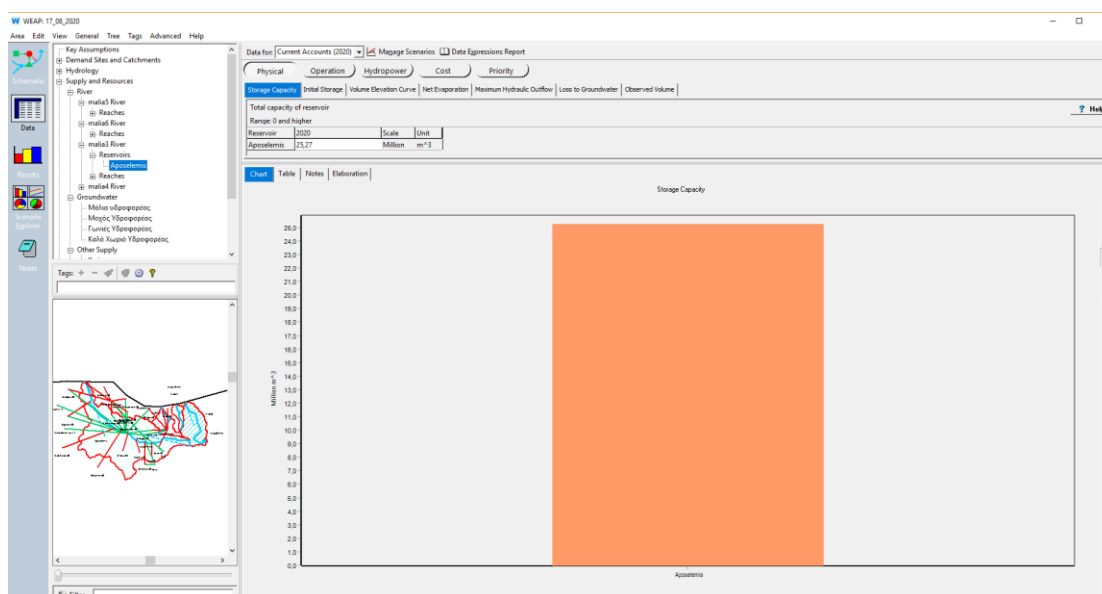 WEAP: 17_08_2020
Area Edit View General Tree Tags Advanced Help
Schematic
Data
Results
Scenario
Explorer
Notes
Key Assumptions
Demand Sites and Catchments
Hydrology
Supply and Resources
River
malia5 River
Reaches
malia6 River
Reaches
malia3 River
Reservoirs
Aposelemis
Reaches
malia4 River
Groundwater
Μάλια υδροφορέας
Μοχός Υδροφορέας
Γωνιές Υδροφορέας
Καλό Χωριό Υδροφορέας
Other Supply
Tags:
Data for: Current Accounts (2020) Manage Scenarios Data Expressions Report
Physical Operation Hydropower Cost Priority
Storage Capacity Initial Storage Volume Elevation Curve Net Evaporation Maximum Hydraulic Outflow Loss to Groundwater Observed Volume
Total capacity of reservoir
Range: 0 and higher
? Help
Reservoir 2020 Scale Unit
Aposelemis 25,27 Million m^3
Chart Table Notes Elaboration
Storage Capacity
Million m^3
26,0
24,0
23,0
22,0
21,0
20,0
19,0
18,0
17,0
16,0
15,0
14,0
13,0
12,0
11,0
10,0
9,0
8,0
7,0
6,0
5,0
4,0
3,0
2,0
1,0
0,0
Aposelemis